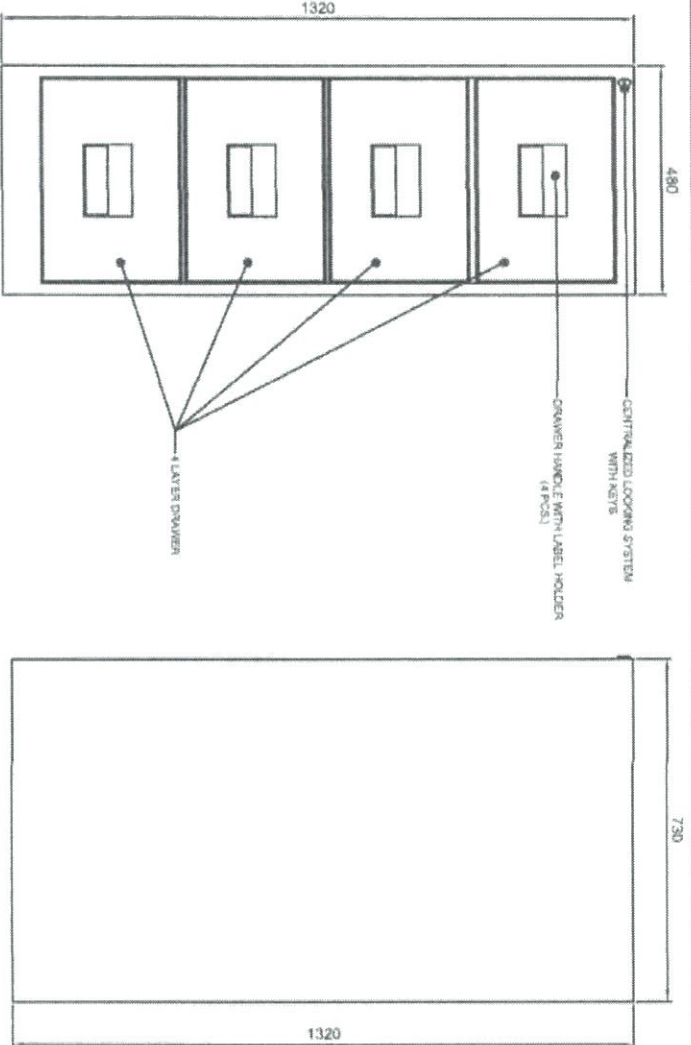 1320
480
CENTRALIZED LOCKING SYSTEM
WITH KEYS
DRAWER HANDLE WITH LABEL HOLDER
(4 PCS.)
4 LAYER DRAWER
730
1320